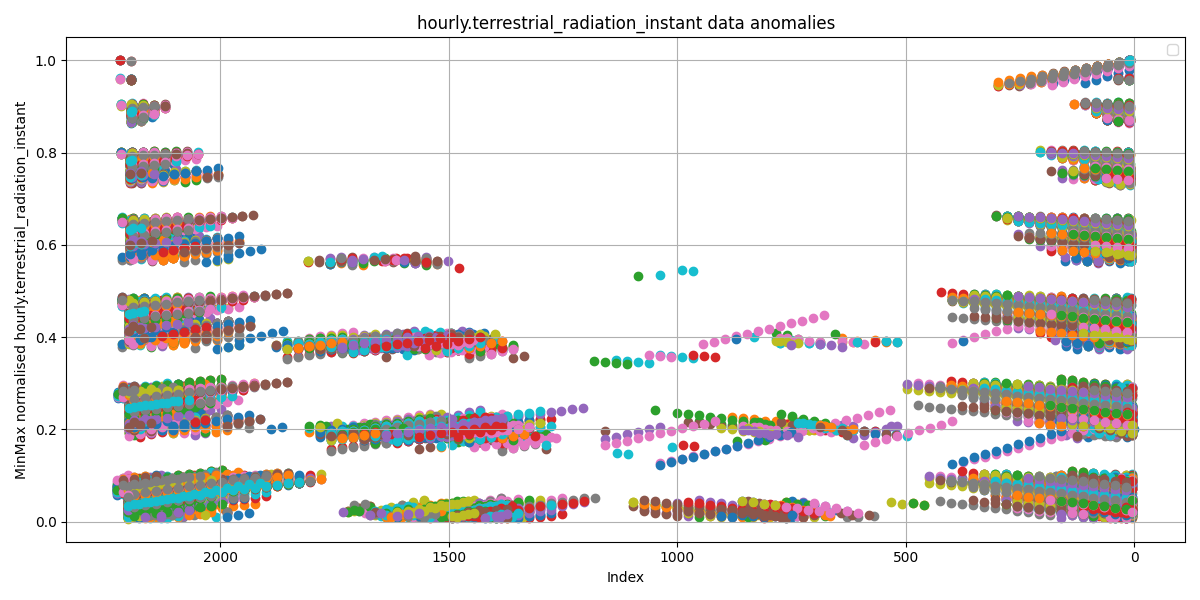 hourly.terrestrial_radiation_instant data anomalies
MinMax normalised hourly.terrestrial_radiation_instant
1.0
0.8
0.6
0.4
0.2
0.0
2000 1500 1000 500 0
Index